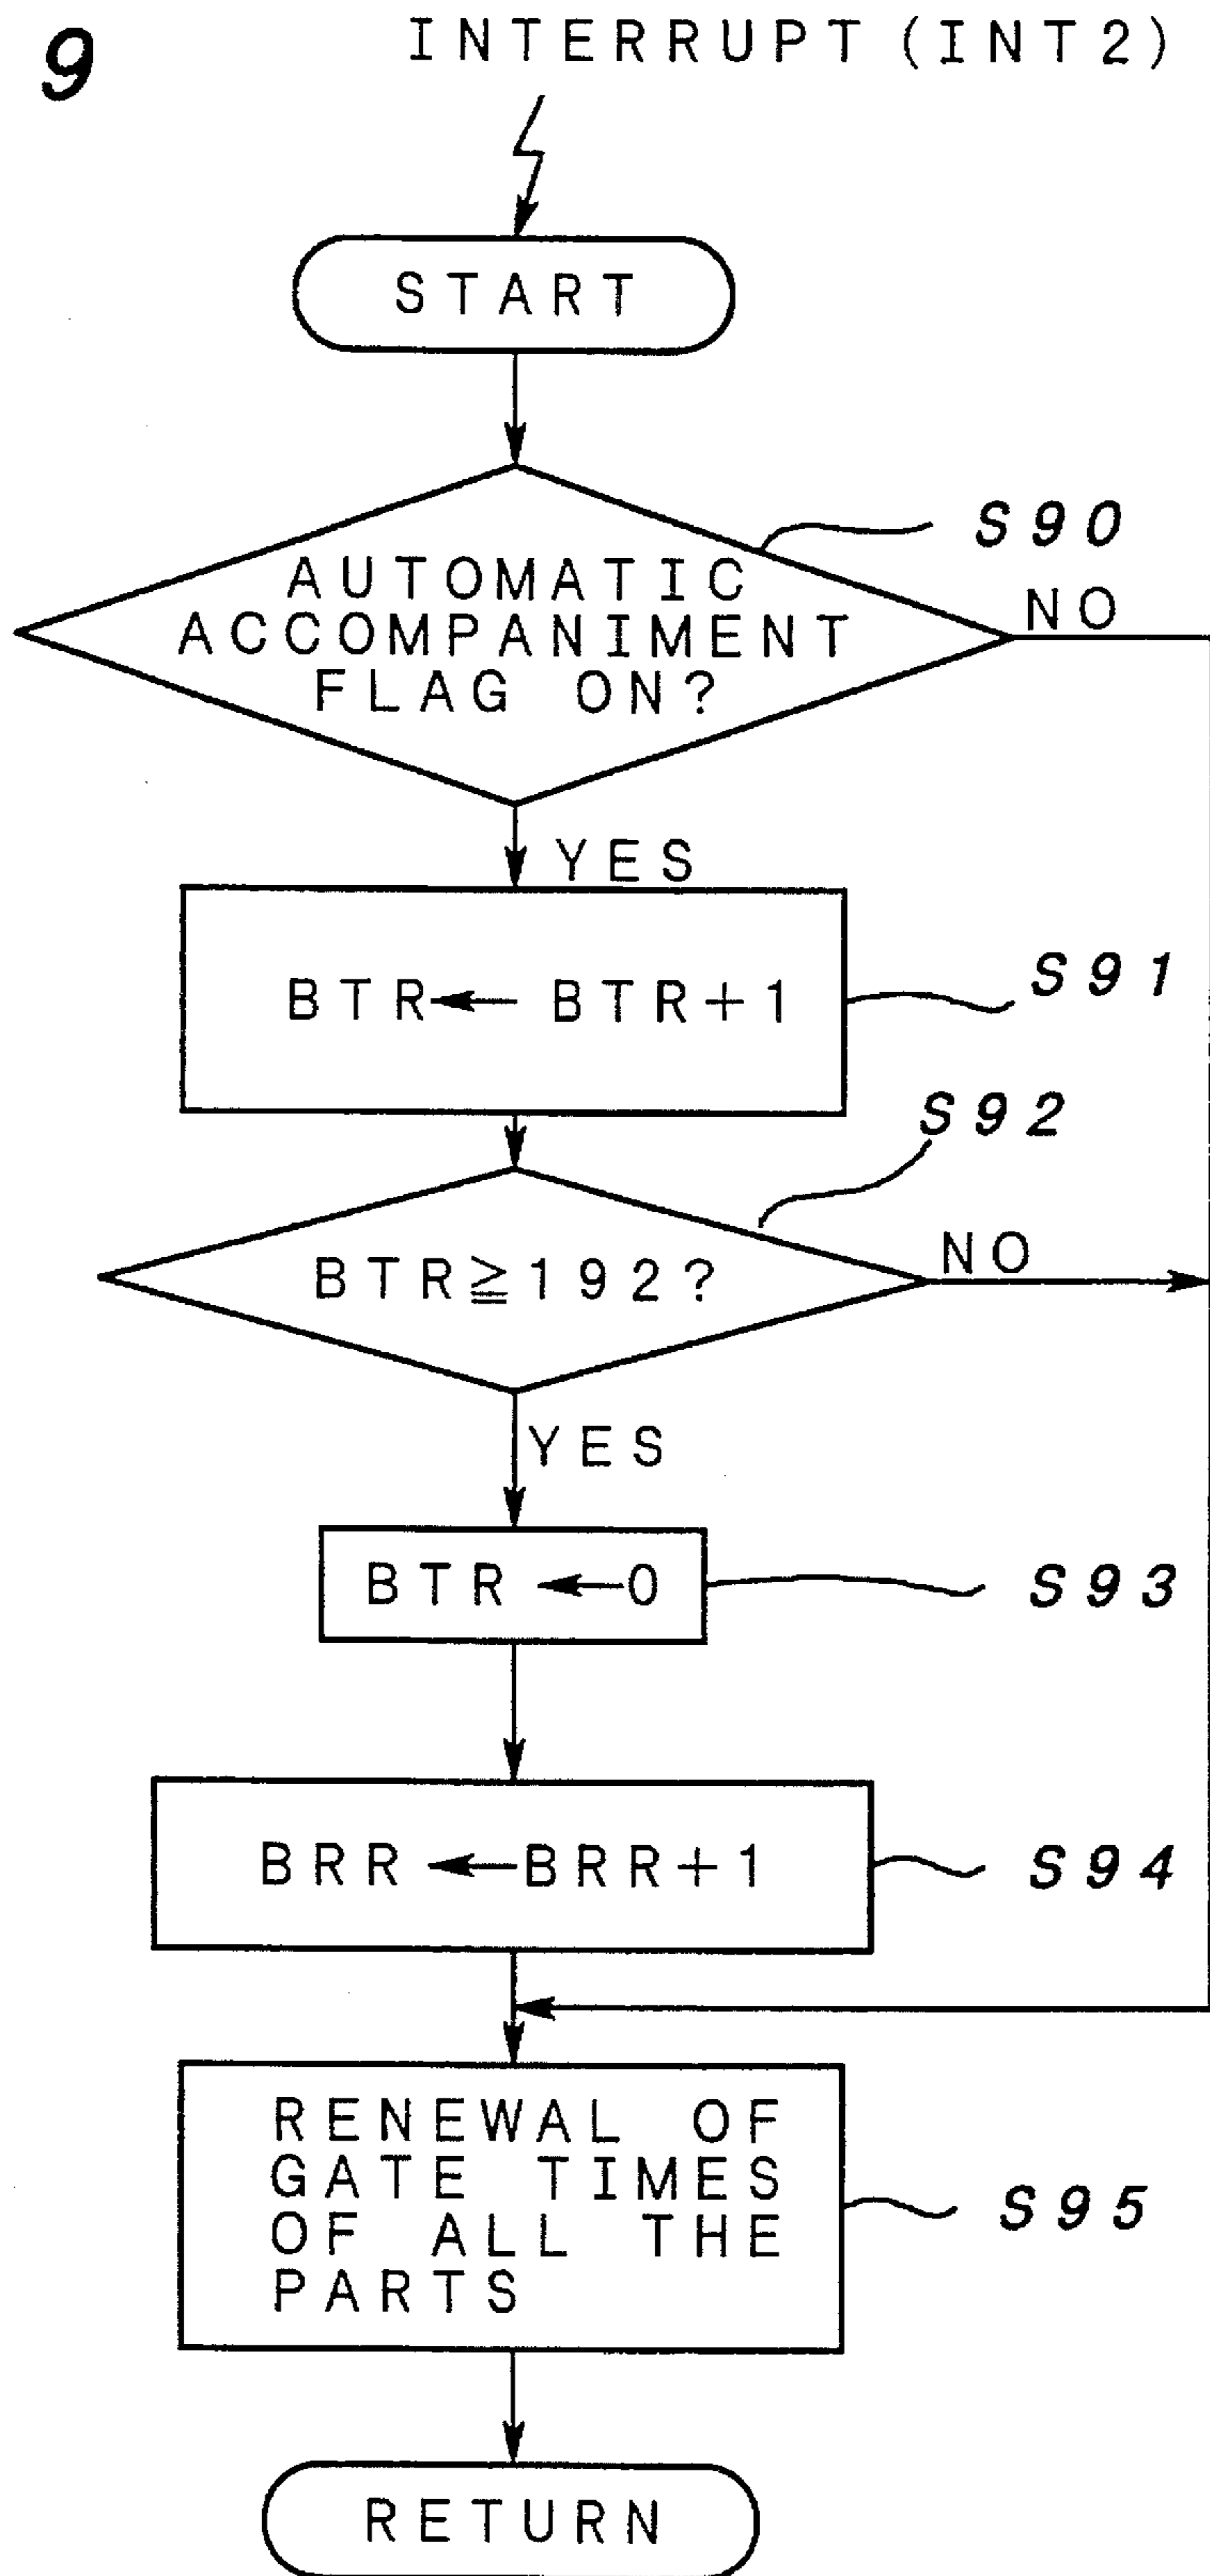 9
INTERRUPT (INT2)
START
S90
AUTOMATIC
ACCOMPANIMENT
FLAG ON?
NO
YES
BTR ← BTR+1
S91
S92
BTR≧192?
NO
YES
BTR ← 0
S93
BRR ← BRR+1
S94
RENEWAL OF
GATE TIMES
OF ALL THE
PARTS
S95
RETURN